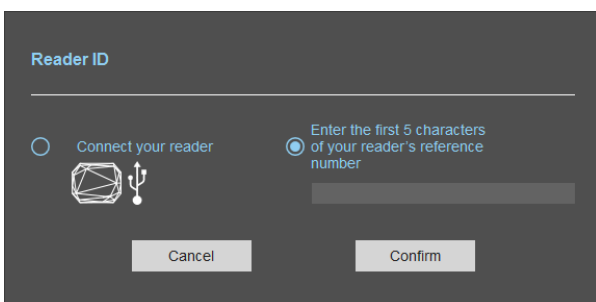 Reader ID
Connect your reader
Enter the first 5 characters
of your reader's reference
number
Cancel
Confirm